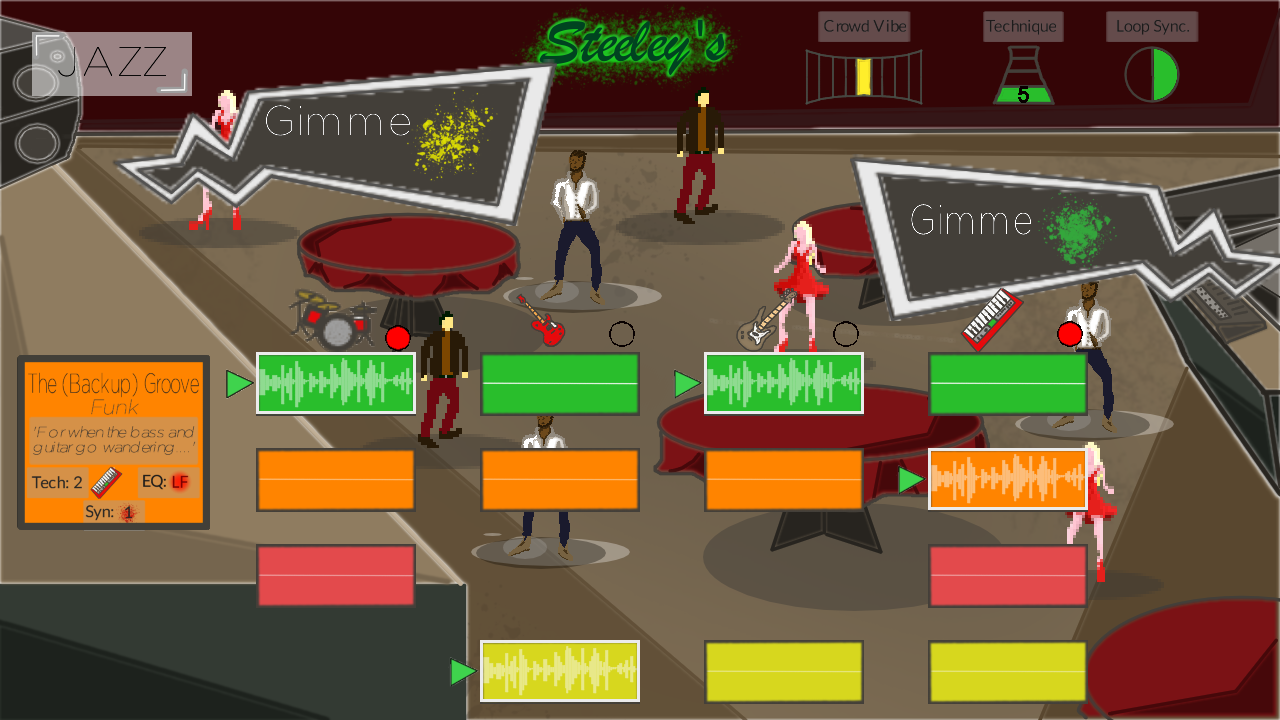 JAZZ
Steeley's
Crowd Vibe
Technique
Loop Sync.
5
Gimme
Gimme
The (Backup) Groove
Funk
'For when the bass and
guitar go wandering....'
Tech: 2
EQ: LF
Syn: 1